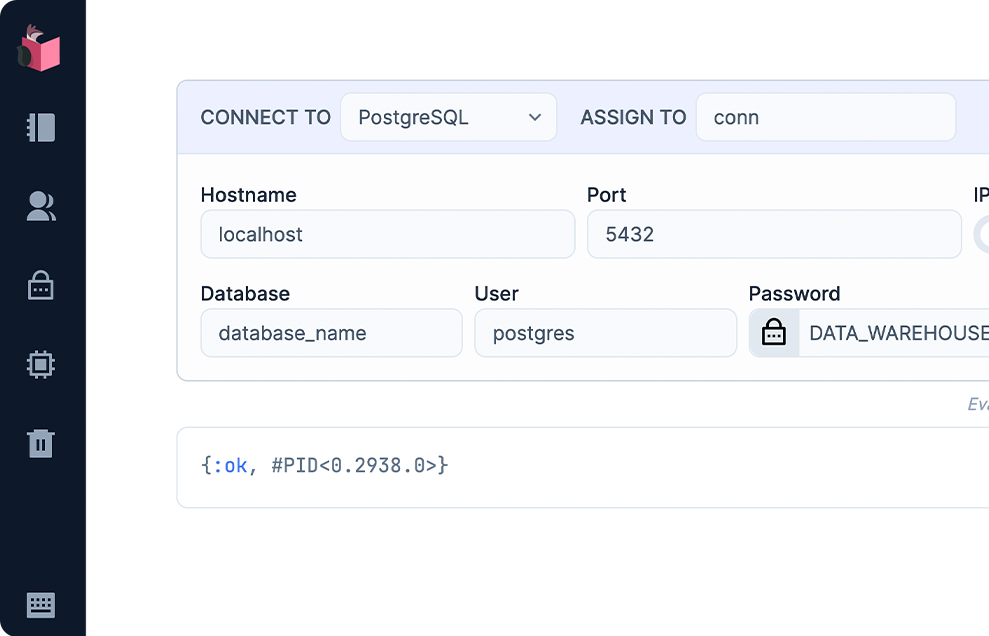 CONNECT TO PostgreSQL ASSIGN TO conn
Hostname Port IP
localhost 5432
Database User Password
database_name postgres DATA_WAREHOUSE
Eva
{:ok, #PID<0.2938.0>}